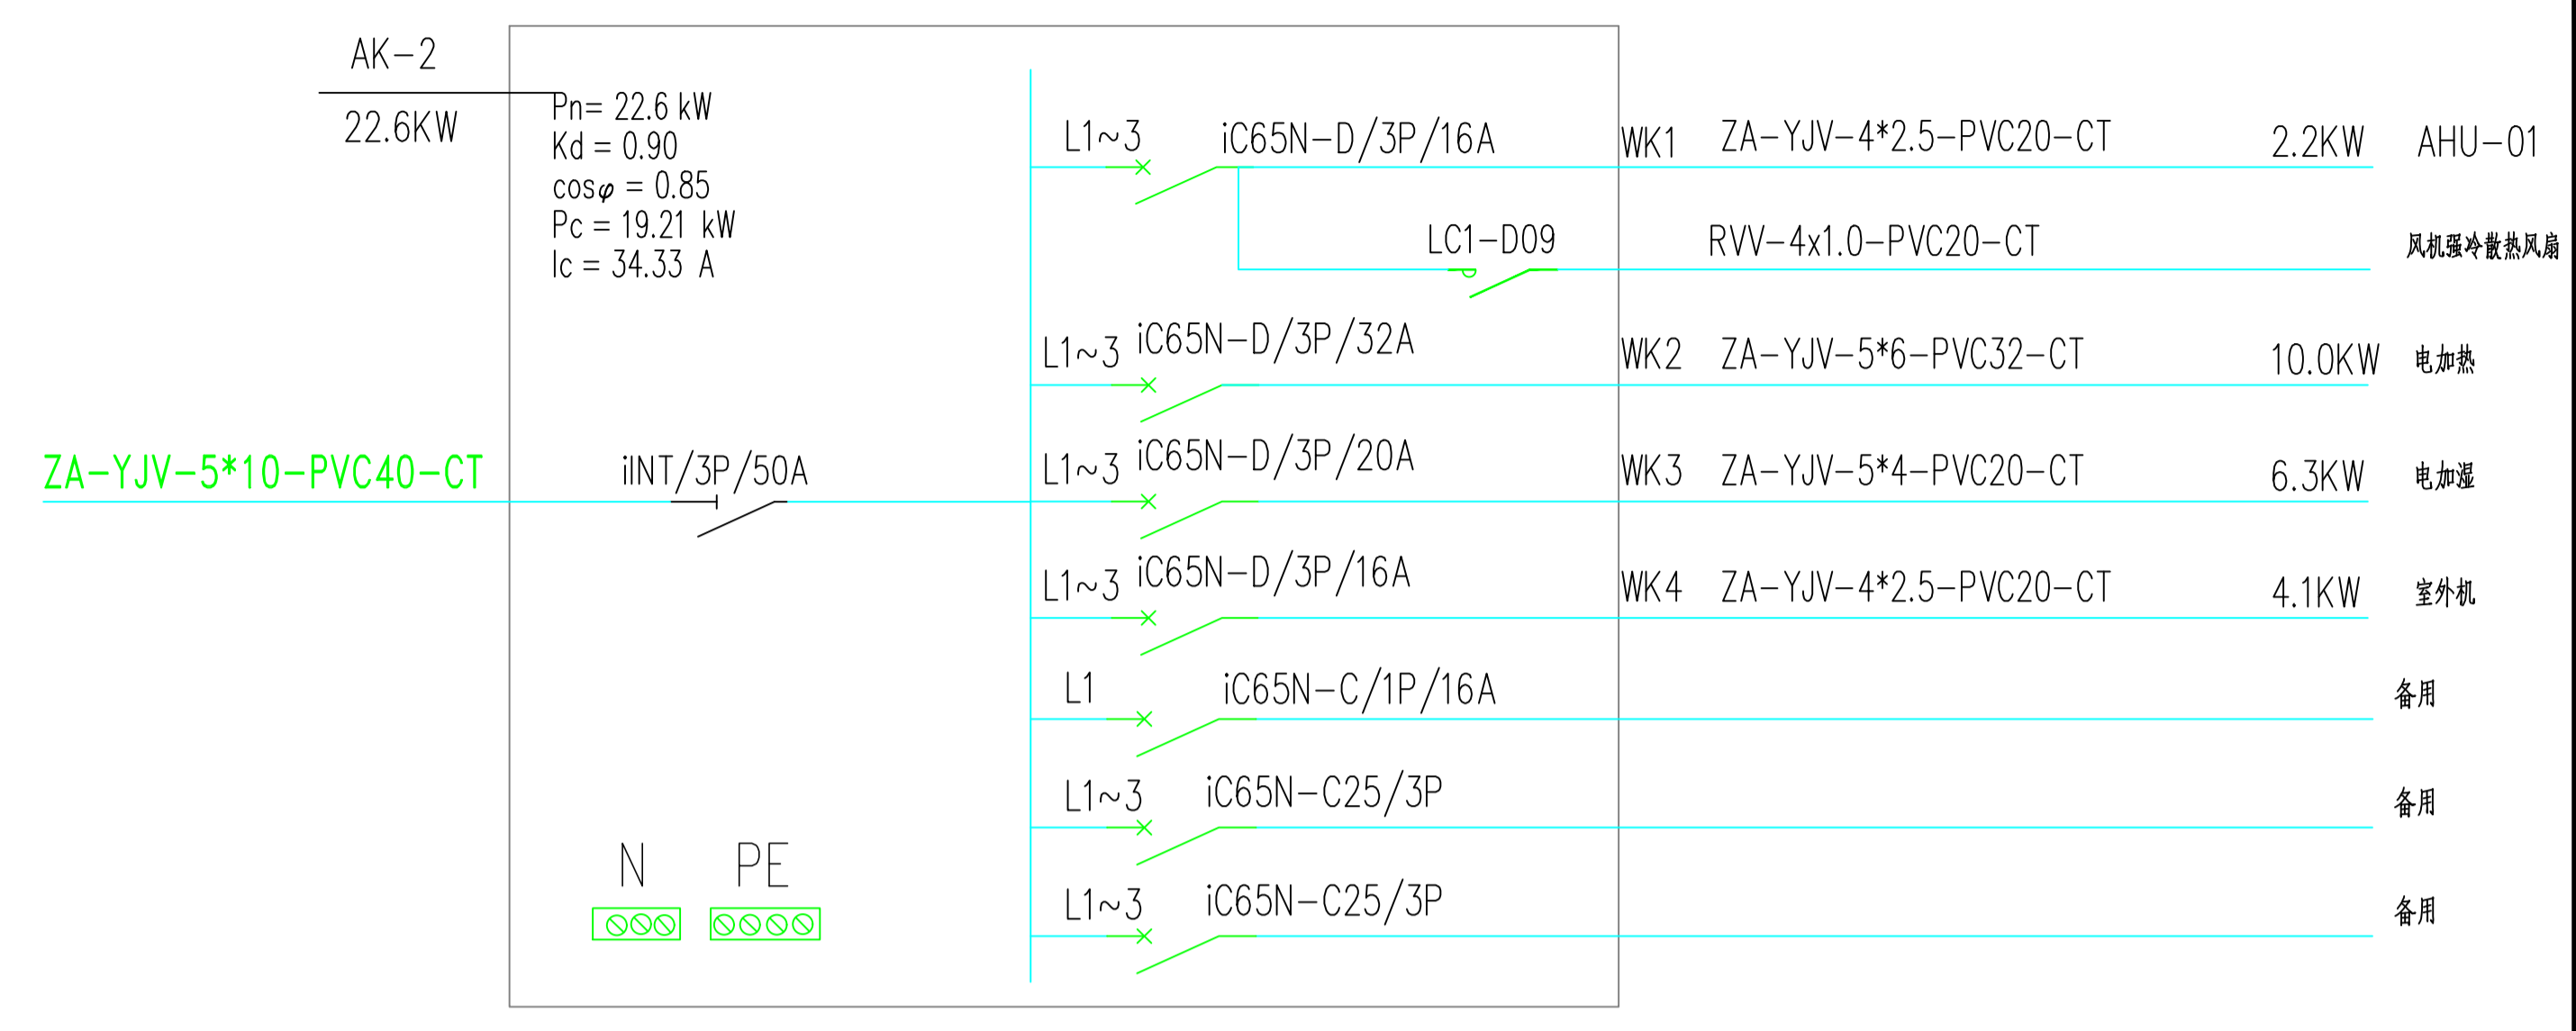 AK-2
22.6KW
Pn= 22.6 kW
Kd = 0.90
cosφ = 0.85
Pc = 19.21 kW
Ic = 34.33 A
L1~3 iC65N-D/3P/16A WK1 ZA-YJV-4*2.5-PVC20-CT 2.2KW AHU-01
LC1-D09 RVV-4x1.0-PVC20-CT 风机强冷散热风扇
L1~3 iC65N-D/3P/32A WK2 ZA-YJV-5*6-PVC32-CT 10.0KW 电加热
ZA-YJV-5*10-PVC40-CT iINT/3P/50A L1~3 iC65N-D/3P/20A WK3 ZA-YJV-5*4-PVC20-CT 6.3KW 电加湿
L1~3 iC65N-D/3P/16A WK4 ZA-YJV-4*2.5-PVC20-CT 4.1KW 室外机
L1 iC65N-C/1P/16A 备用
L1~3 iC65N-C25/3P 备用
N PE
L1~3 iC65N-C25/3P 备用